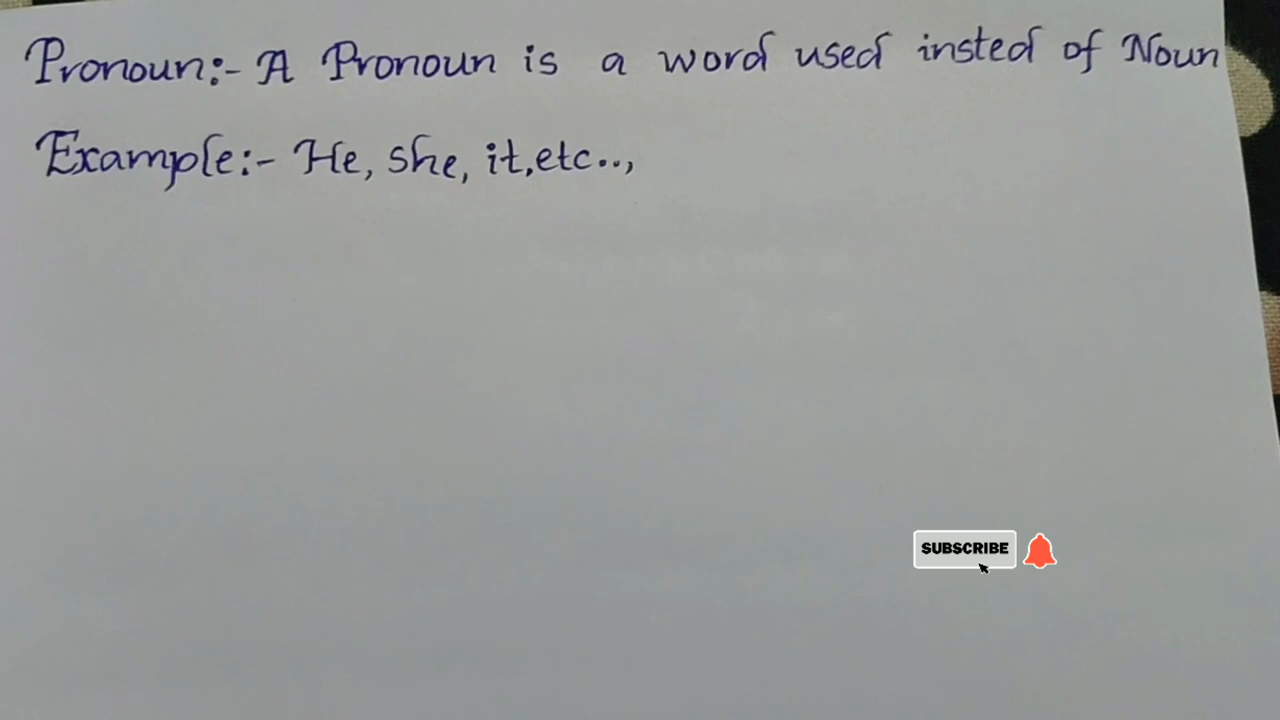 Pronoun:- A Pronoun is a word used insted of Noun
Example:- He, she, it, etc..,
SUBSCRIBE